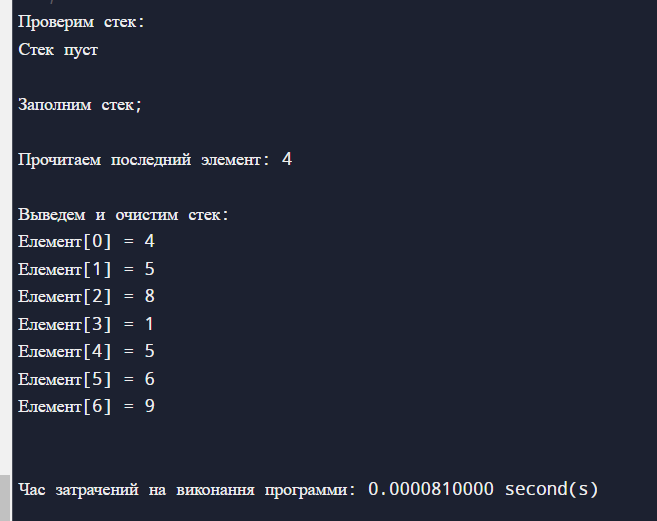 Проверим стек:
Стек пуст
Заполним стек;
Прочитаем последний элемент: 4
Выведем и очистим стек:
Елемент[0] = 4
Елемент[1] = 5
Елемент[2] = 8
Елемент[3] = 1
Елемент[4] = 5
Елемент[5] = 6
Елемент[6] = 9
Час затрачений на виконання программи: 0.0000810000 second(s)